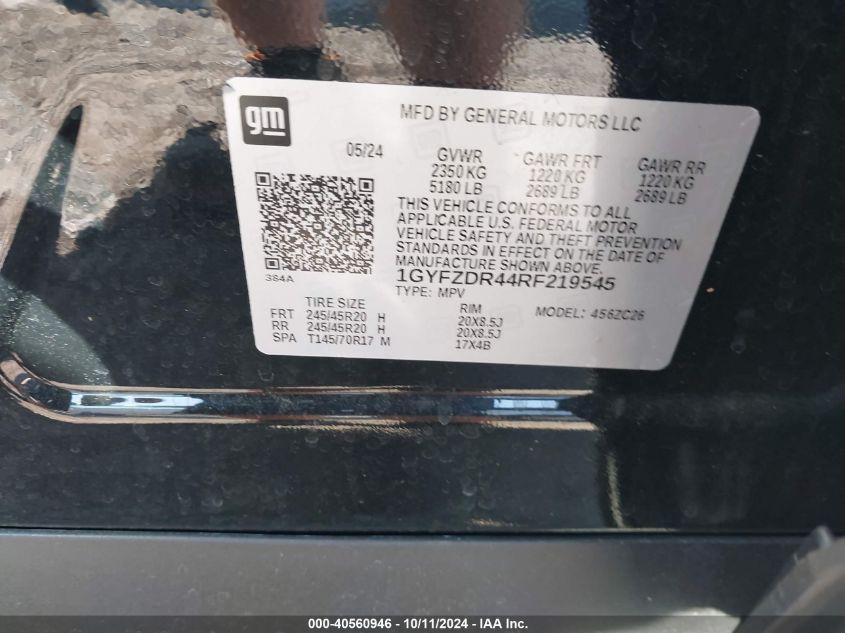 gm
MFD BY GENERAL MOTORS LLC
05/24
GVWR GAWR FRT GAWR RR
2350 KG 1220 KG 1220 KG
5180 LB 2689 LB 2689 LB
THIS VEHICLE CONFORMS TO ALL
APPLICABLE U.S. FEDERAL MOTOR
VEHICLE SAFETY AND THEFT PREVENTION
STANDARDS IN EFFECT ON THE DATE OF
MANUFACTURE SHOWN ABOVE.
384A
1GYFZDR44RF219545
TYPE: MPV
TIRE SIZE RIM MODEL: 456ZC26
FRT 245/45R20 H 20X8.5J
RR 245/45R20 H 20X8.5J
SPA T145/70R17 M 17X4B
000-40560946 - 10/11/2024 - IAA Inc.